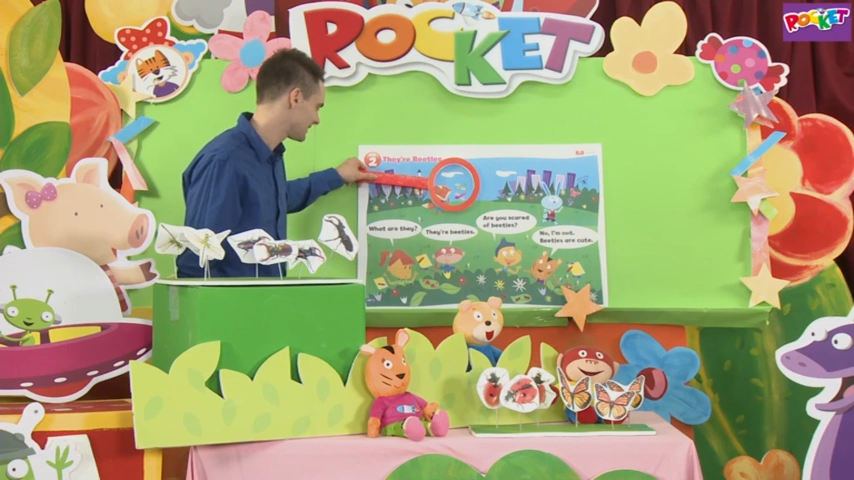 ROCKET
ROCKET
2 They're Beetles
What are they?
They're beetles.
Are you scared
of beetles?
No, I'm not.
Beetles are cute.